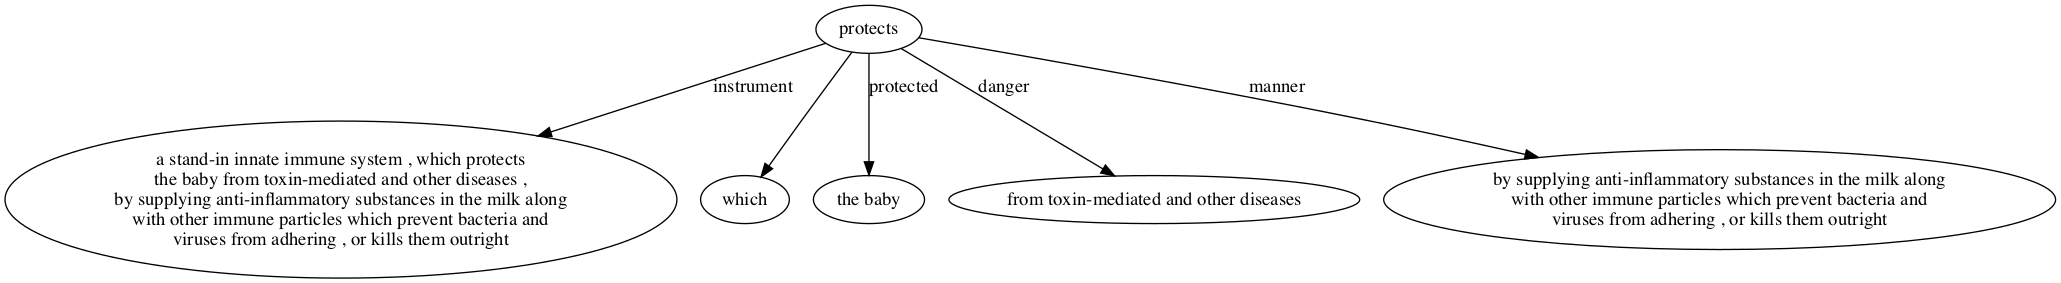 protects
instrument
protected
danger
manner
a stand-in innate immune system , which protects
the baby from toxin-mediated and other diseases ,
by supplying anti-inflammatory substances in the milk along
with other immune particles which prevent bacteria and
viruses from adhering , or kills them outright
which
the baby
from toxin-mediated and other diseases
by supplying anti-inflammatory substances in the milk along
with other immune particles which prevent bacteria and
viruses from adhering , or kills them outright